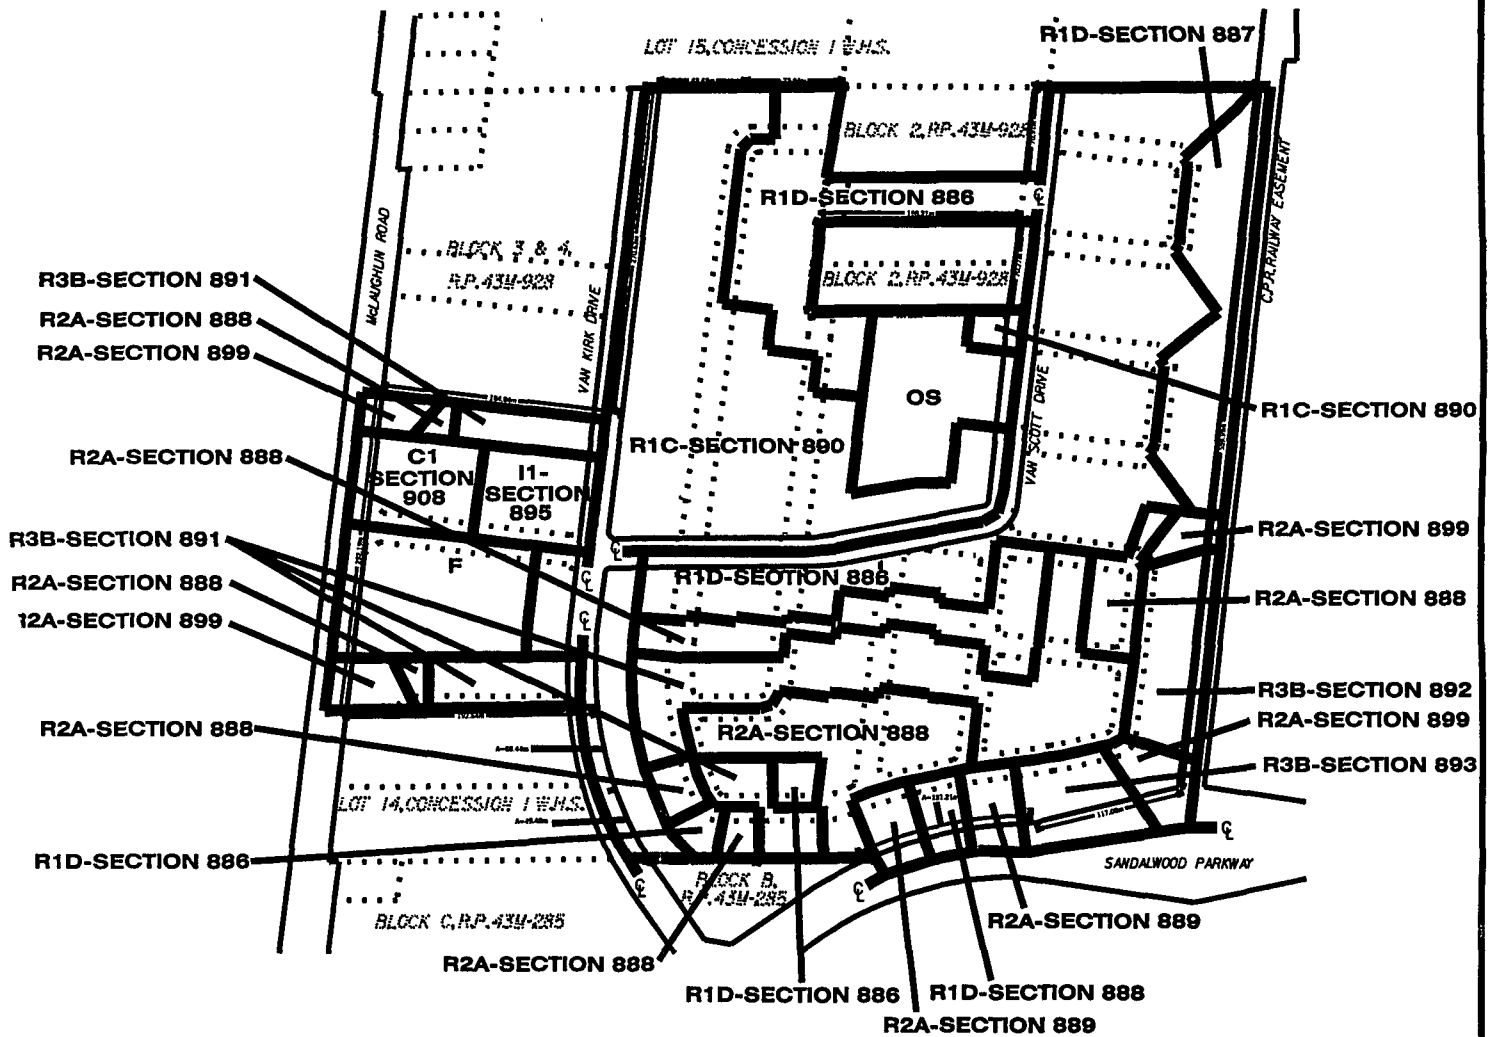 R1D-SECTION 887
LOT 15, CONCESSION 1 W.H.S.
BLOCK 2, RP. 43M-928
R1D-SECTION 886
C.P.R. RAILWAY EASEMENT
McLAUGHLIN ROAD
BLOCK 3 & 4,
R.P. 43M-928
BLOCK 2, RP. 43M-928
R3B-SECTION 891
R2A-SECTION 888
R2A-SECTION 899
VAN KIRK DRIVE
VAN SCOTT DRIVE
OS
R1C-SECTION 890
R1C-SECTION 890
R2A-SECTION 888
C1
SECTION
908
I1-
SECTION
895
R2A-SECTION 899
R3B-SECTION 891
F
R1D-SECTION 886
R2A-SECTION 888
R2A-SECTION 888
12A-SECTION 899
R3B-SECTION 892
R2A-SECTION 899
R2A-SECTION 888
R2A-SECTION 888
R3B-SECTION 893
LOT 14, CONCESSION 1 W.H.S.
R1D-SECTION 886
SANDALWOOD PARKWAY
BLOCK B,
R.P. 43M-285
BLOCK C, R.P. 43M-285
R2A-SECTION 889
R2A-SECTION 888
R1D-SECTION 886
R1D-SECTION 888
R2A-SECTION 889